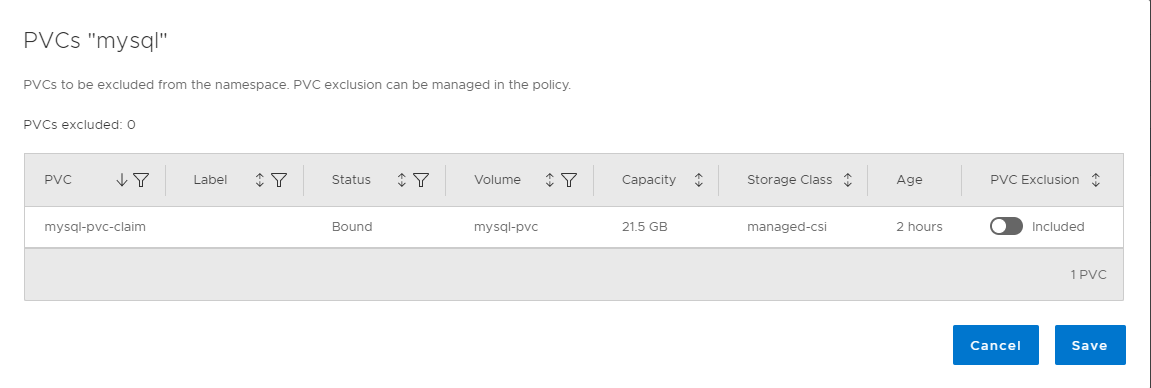 PVCs "mysql"
PVCs to be excluded from the namespace. PVC exclusion can be managed in the policy.
PVCs excluded: 0
PVC Label Status Volume Capacity Storage Class Age PVC Exclusion
mysql-pvc-claim Bound mysql-pvc 21.5 GB managed-csi 2 hours Included
1 PVC
Cancel Save